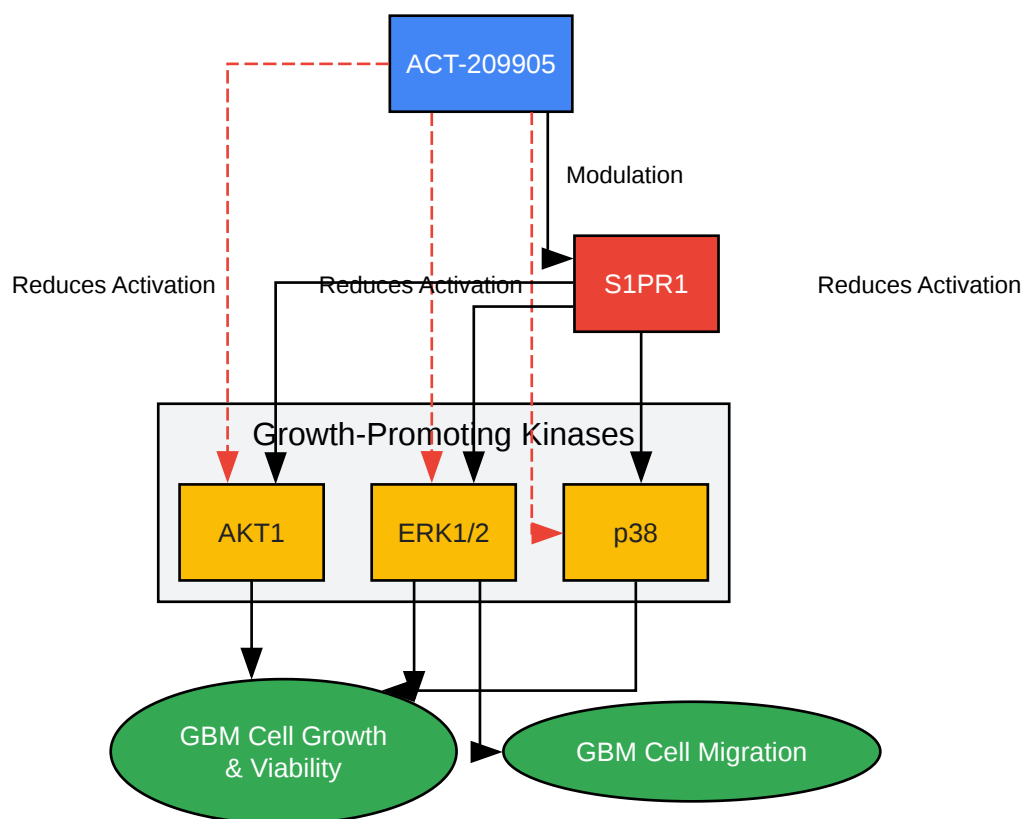 ACT-209905
Modulation
Reduces Activation
Reduces Activation
S1PR1
Reduces Activation
Growth-Promoting Kinases
AKT1
ERK1/2
p38
GBM Cell Growth
& Viability
GBM Cell Migration